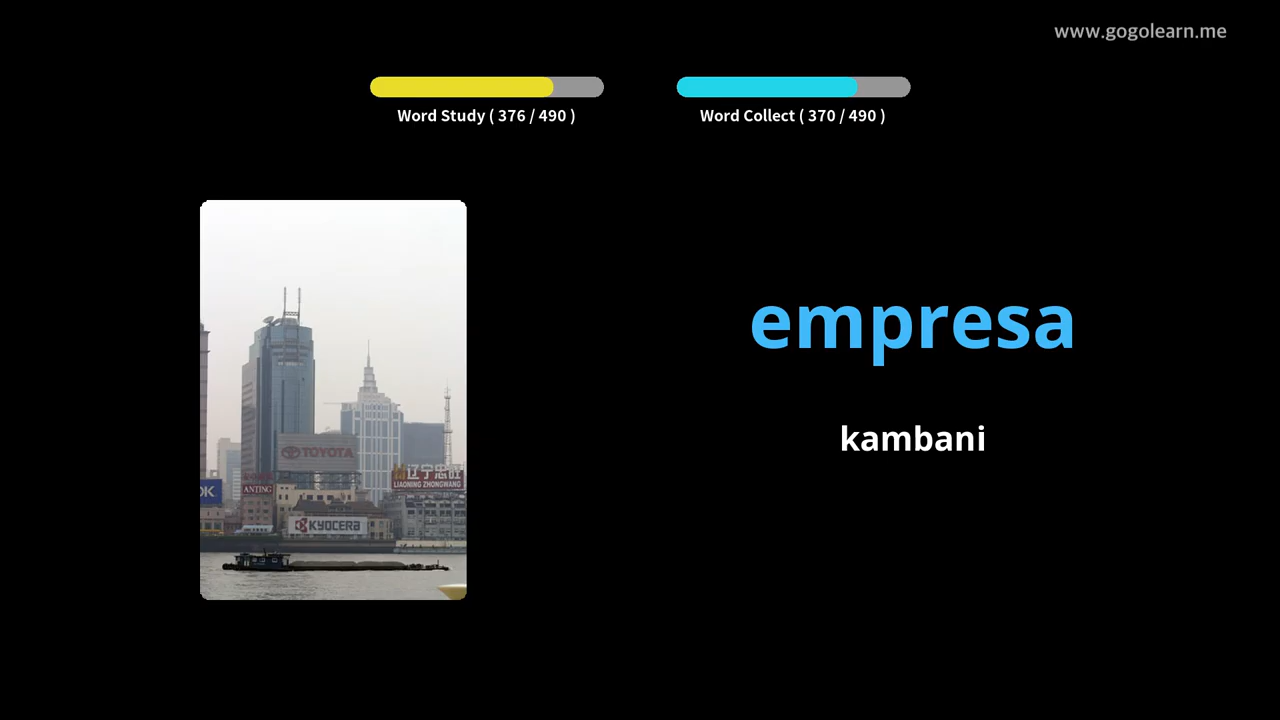 www.gogolearn.me
Word Study ( 376 / 490 )
Word Collect ( 370 / 490 )
empresa
kambani
TOYOTA
辽宁忠旺
LIAONING ZHONGWANG
OK
ANTING
KYOCERA